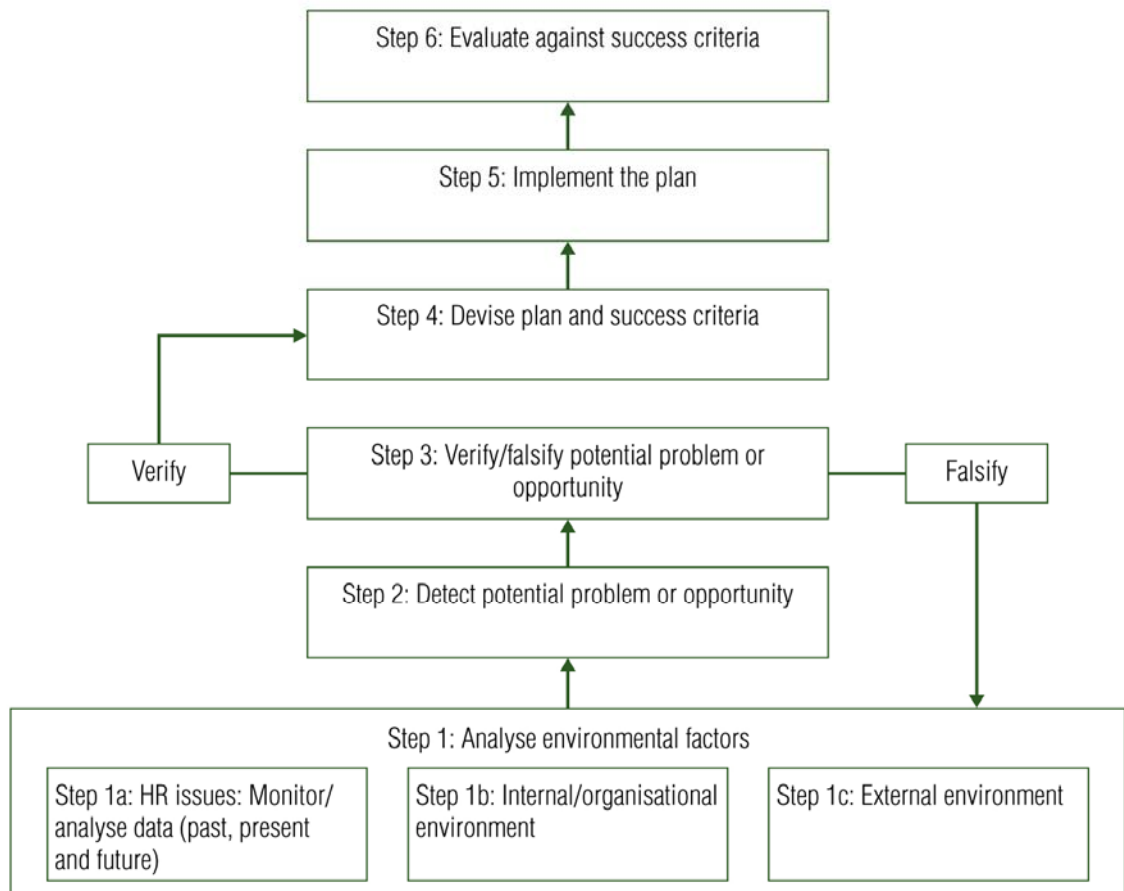 Step 6: Evaluate against success criteria
Step 5: Implement the plan
Step 4: Devise plan and success criteria
Verify
Step 3: Verify/falsify potential problem or
opportunity
Falsify
Step 2: Detect potential problem or opportunity
Step 1: Analyse environmental factors
Step 1a: HR issues: Monitor/
analyse data (past, present
and future)
Step 1b: Internal/organisational
environment
Step 1c: External environment